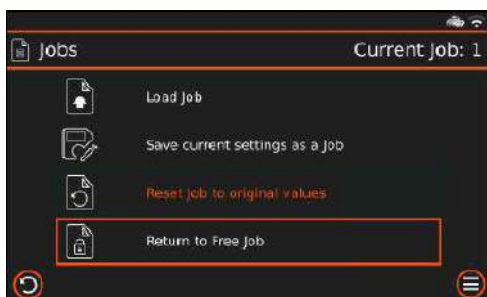 Jobs
Current Job: 1
Load Job
Save current settings as a Job
Reset Job to original values
Return to Free Job